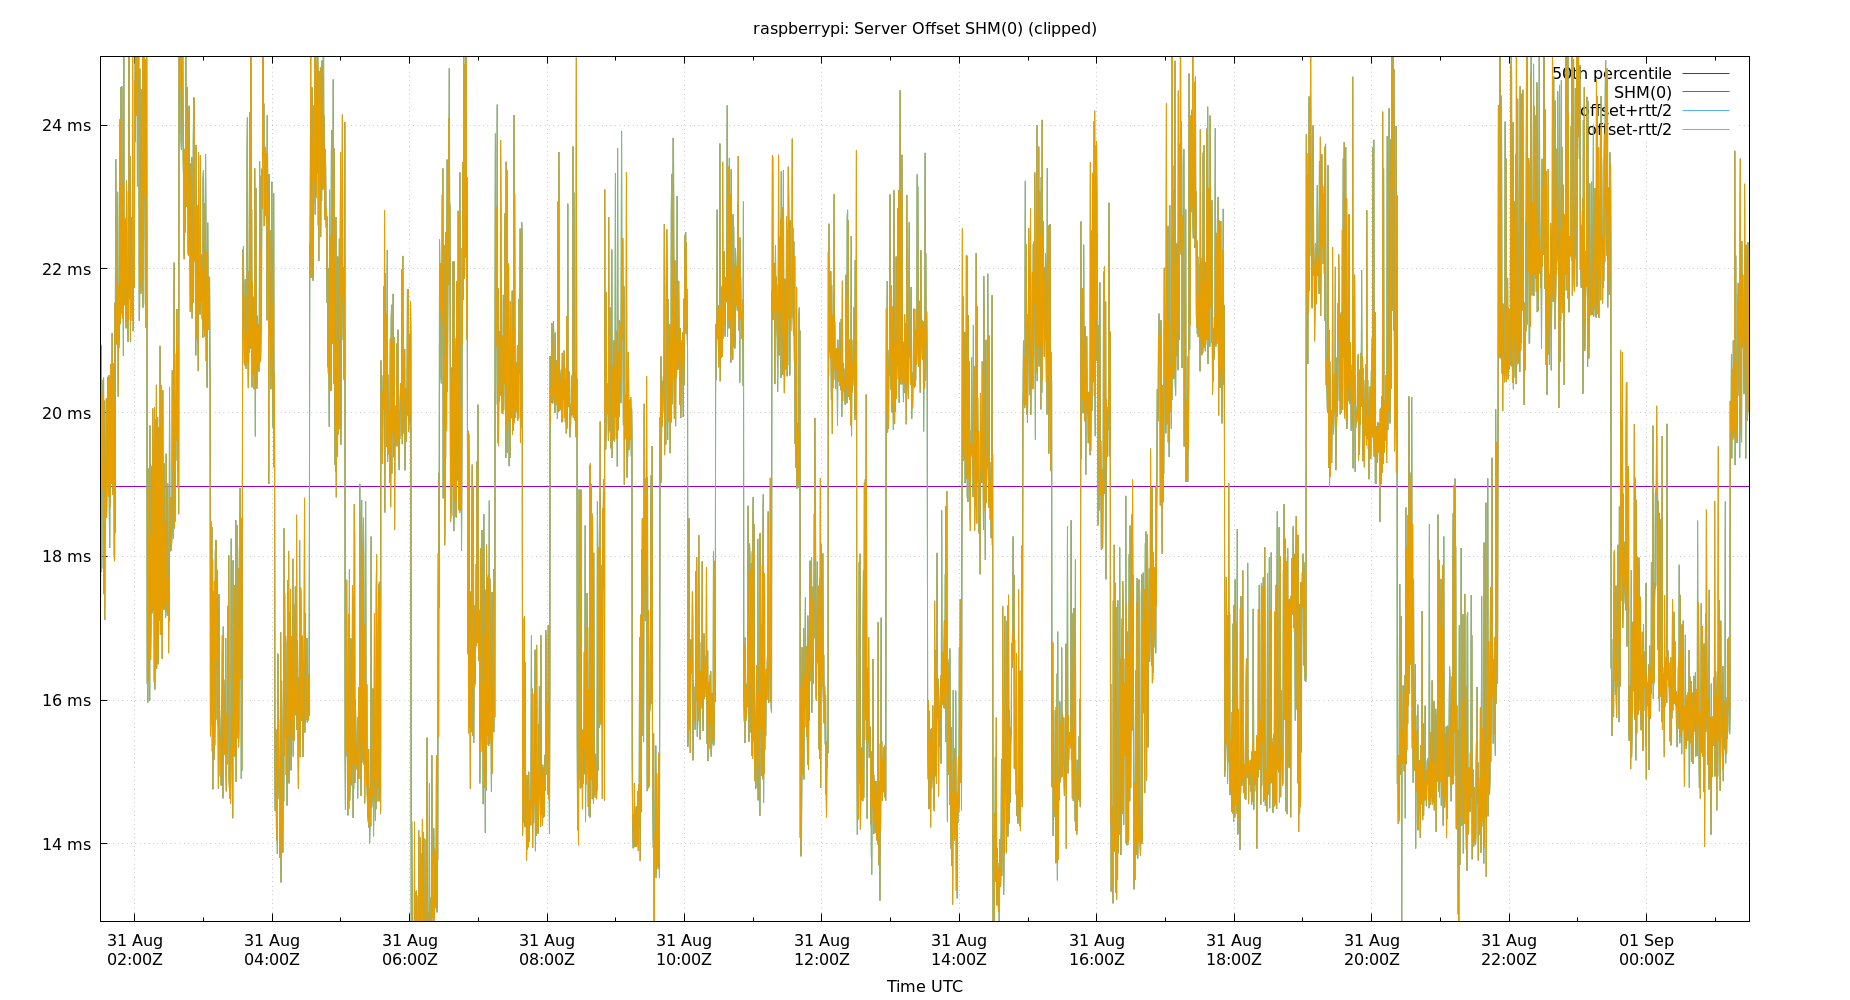 raspberrypi: Server Offset SHM(0) (clipped)
50th percentile
SHM(0)
offset+rtt/2
offset-rtt/2
24 ms
22 ms
20 ms
18 ms
16 ms
14 ms
31 Aug 31 Aug 31 Aug 31 Aug 31 Aug 31 Aug 31 Aug 31 Aug 31 Aug 31 Aug 31 Aug 01 Sep
02:00Z 04:00Z 06:00Z 08:00Z 10:00Z 12:00Z 14:00Z 16:00Z 18:00Z 20:00Z 22:00Z 00:00Z
Time UTC